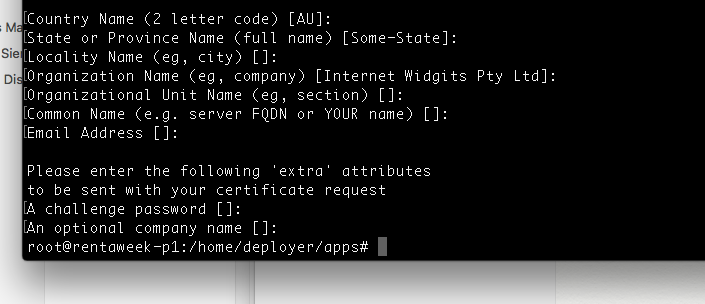 s Ma
Sier
Dis
[Country Name (2 letter code) [AU]:
[State or Province Name (full name) [Some-State]:
[Locality Name (eg, city) []:
[Organization Name (eg, company) [Internet Widgits Pty Ltd]:
[Organizational Unit Name (eg, section) []:
[Common Name (e.g. server FQDN or YOUR name) []:
[Email Address []:
Please enter the following 'extra' attributes
to be sent with your certificate request
[A challenge password []:
[An optional company name []:
root@rentaweek-p1:/home/deployer/apps#